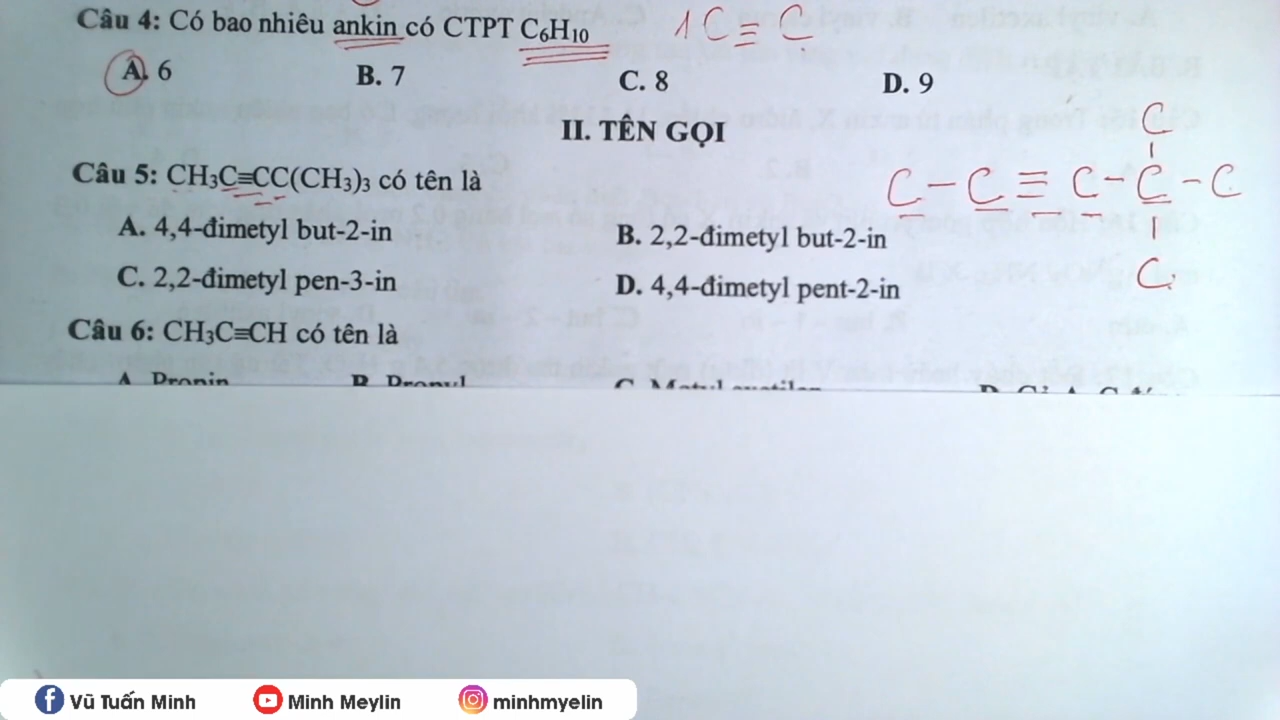 Câu 4: Có bao nhiêu ankin có CTPT C₆H₁₀ 1C≡C
A. 6 B. 7 C. 8 D. 9
II. TÊN GỌI
C
Câu 5: CH₃C≡CC(CH₃)₃ có tên là C-C≡C-C-C
A. 4,4-đimetyl but-2-in B. 2,2-đimetyl but-2-in
C
C. 2,2-đimetyl pen-3-in D. 4,4-đimetyl pent-2-in
Câu 6: CH₃C≡CH có tên là
Vũ Tuấn Minh Minh Meylin minhmyelin